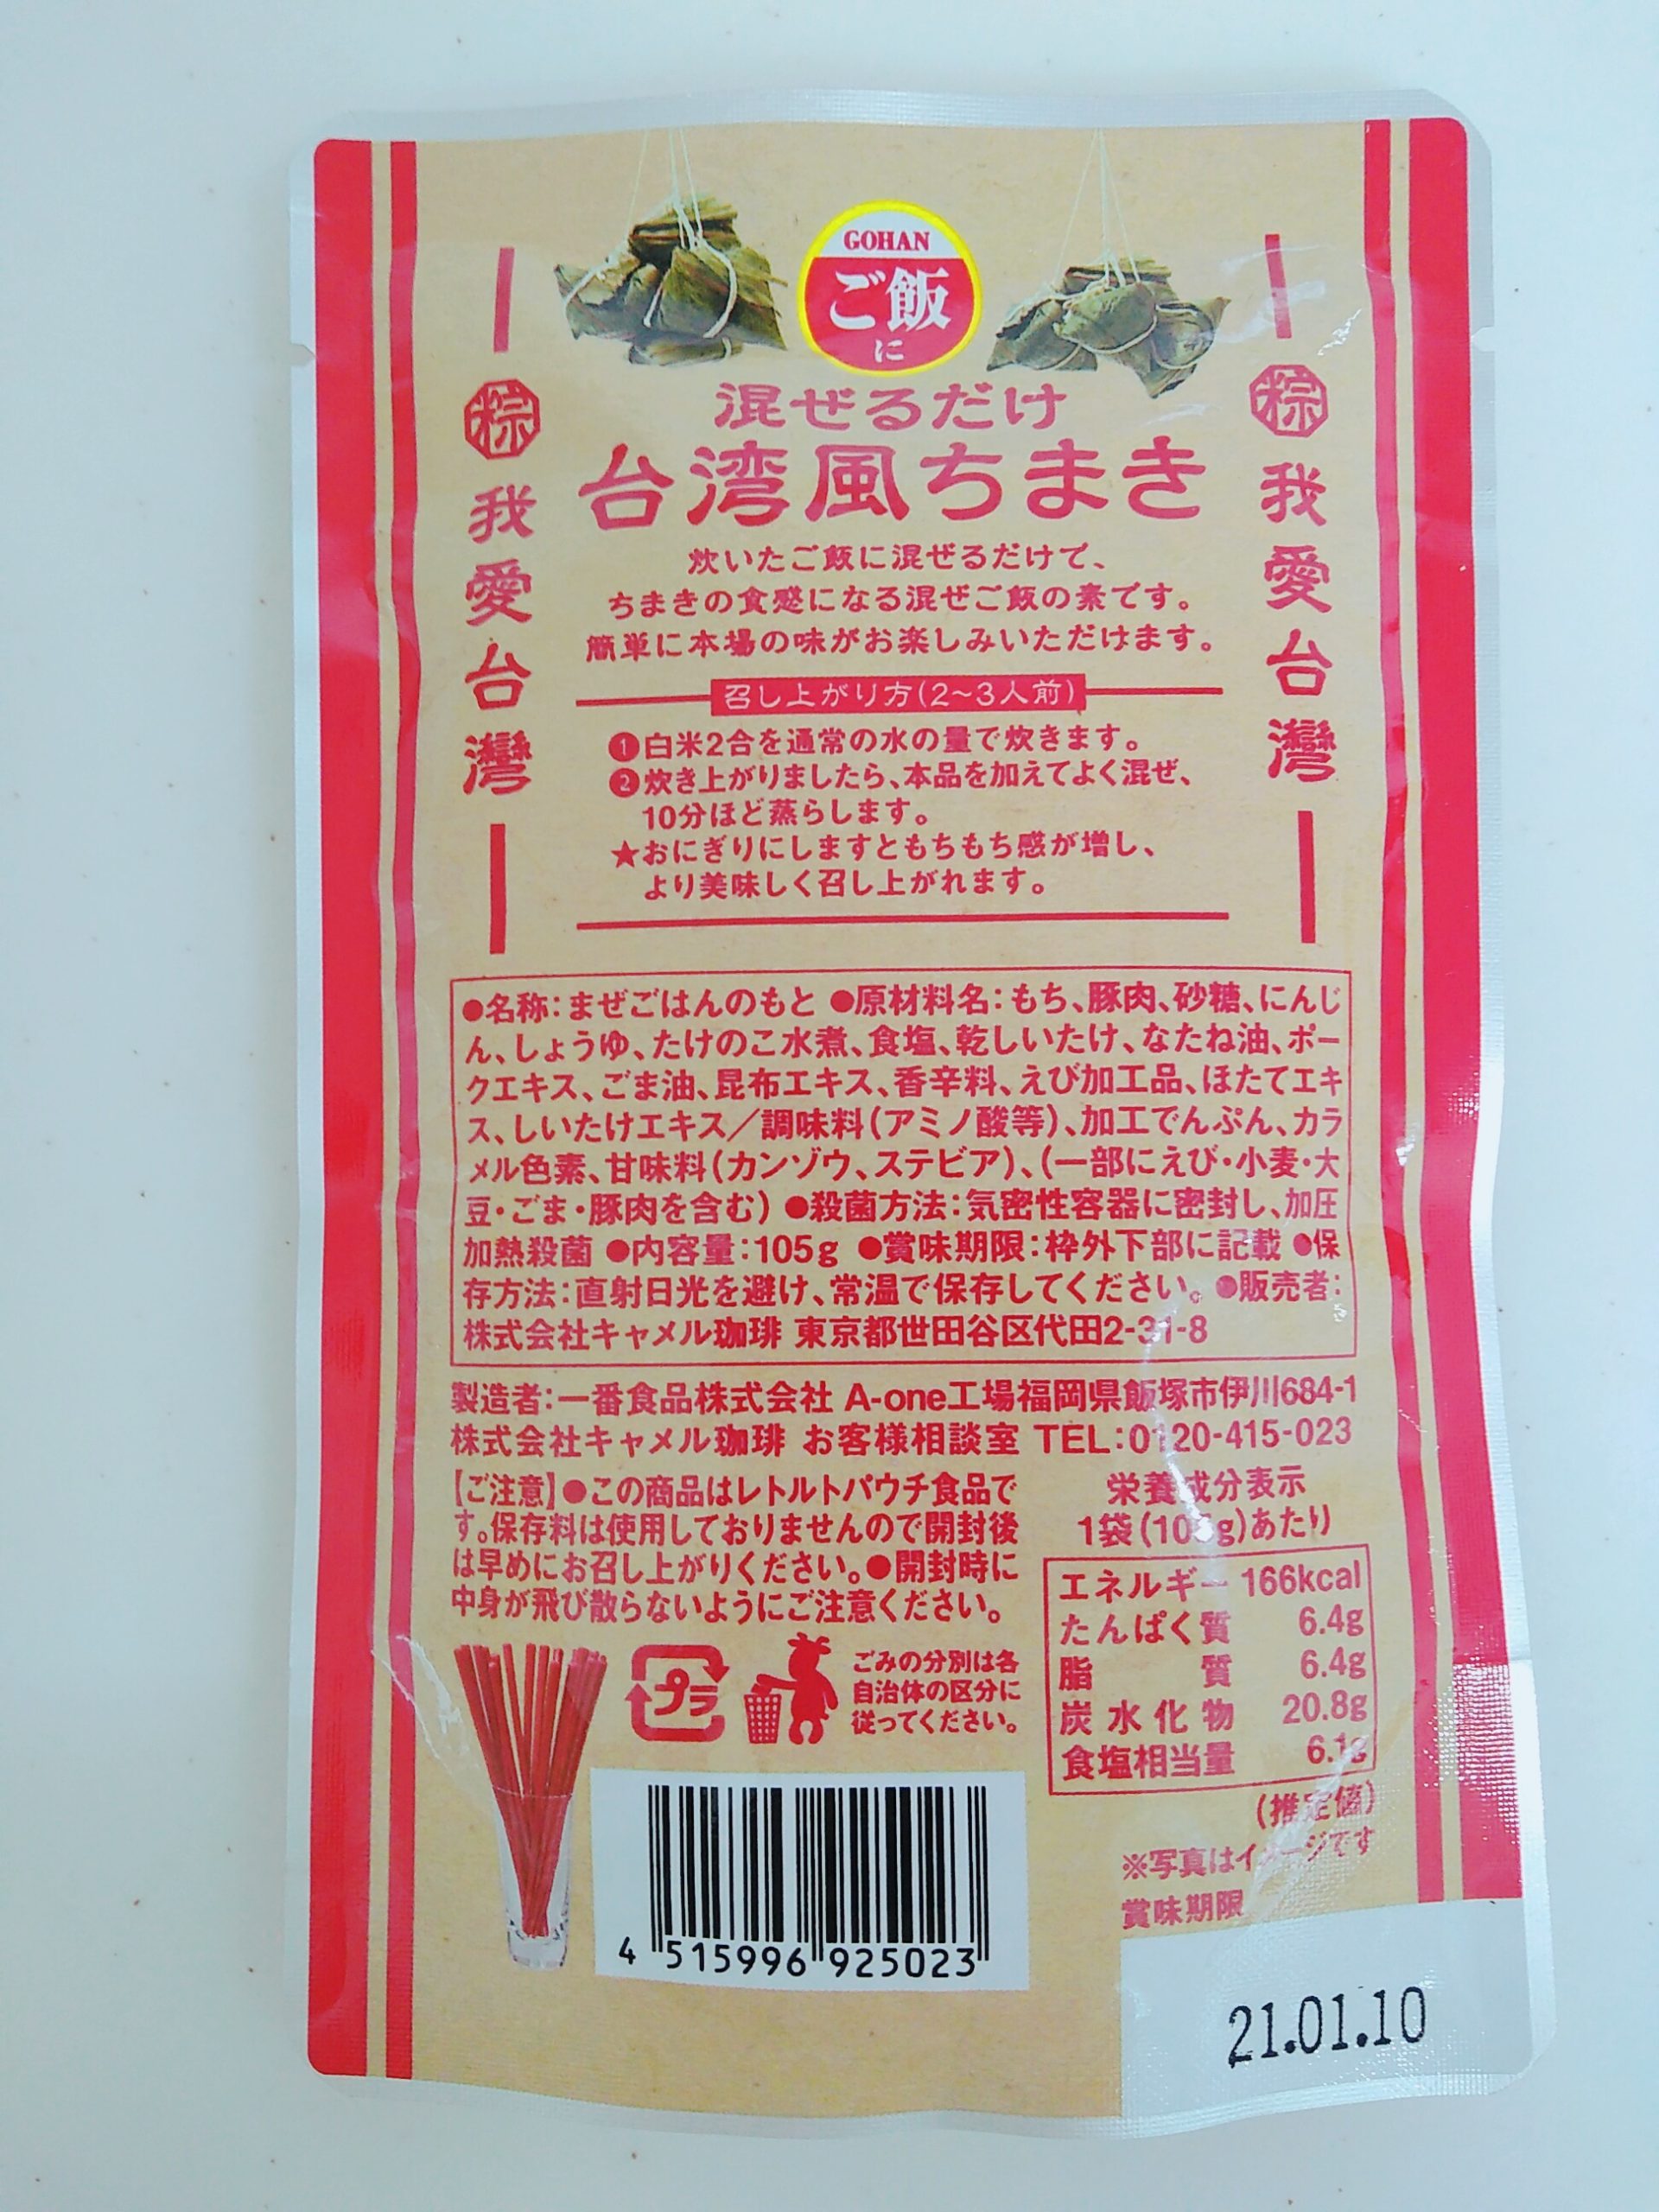 GOHAN
ご飯
に
混ぜるだけ
台湾風ちまき
粽
我愛台灣
粽
我愛台灣
炊いたご飯に混ぜるだけで、
ちまきの食感になる混ぜご飯の素です。
簡単に本場の味がお楽しみいただけます。
召し上がり方(2~3人前)
❶白米2合を通常の水の量で炊きます。
❷炊き上がりましたら、本品を加えてよく混ぜ、
10分ほど蒸らします。
★おにぎりにしますともちもち感が増し、
より美味しく召し上がれます。
●名称:まぜごはんのもと ●原材料名:もち、豚肉、砂糖、にんじ
ん、しょうゆ、たけのこ水煮、食塩、乾しいたけ、なたね油、ポー
クエキス、ごま油、昆布エキス、香辛料、えび加工品、ほたてエキ
ス、しいたけエキス/調味料(アミノ酸等)、加工でんぷん、カラ
メル色素、甘味料(カンゾウ、ステビア)、(一部にえび・小麦・大
豆・ごま・豚肉を含む) ●殺菌方法:気密性容器に密封し、加圧
加熱殺菌 ●内容量:105g ●賞味期限:枠外下部に記載 ●保
存方法:直射日光を避け、常温で保存してください。 ●販売者:
株式会社キャメル珈琲 東京都世田谷区代田2-31-8
製造者:一番食品株式会社 A-one工場福岡県飯塚市伊川684-1
株式会社キャメル珈琲 お客様相談室 TEL:0120-415-023
【ご注意】●この商品はレトルトパウチ食品で
す。保存料は使用しておりませんので開封後
は早めにお召し上がりください。●開封時に
中身が飛び散らないようにご注意ください。
プラ
ごみの分別は各
自治体の区分に
従ってください。
栄養成分表示
1袋(105g)あたり
エネルギー 166kcal
たんぱく質 6.4g
脂質 6.4g
炭水化物 20.8g
食塩相当量 6.1g
(推定値)
※写真はイメージです
賞味期限
4 515996 925023
21.01.10